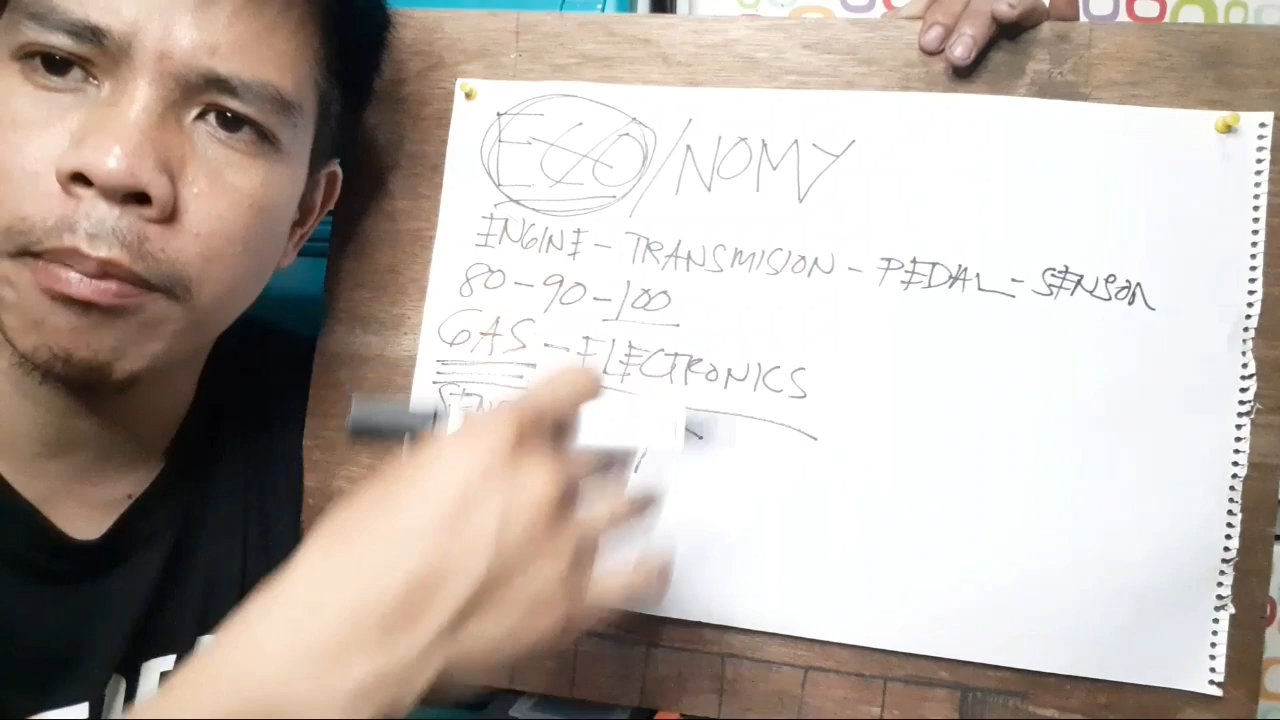 ECO/NOMY
ENGINE - TRANSMISION - PEDAL - SENSOR
80-90-100
GAS - ELECTRONICS